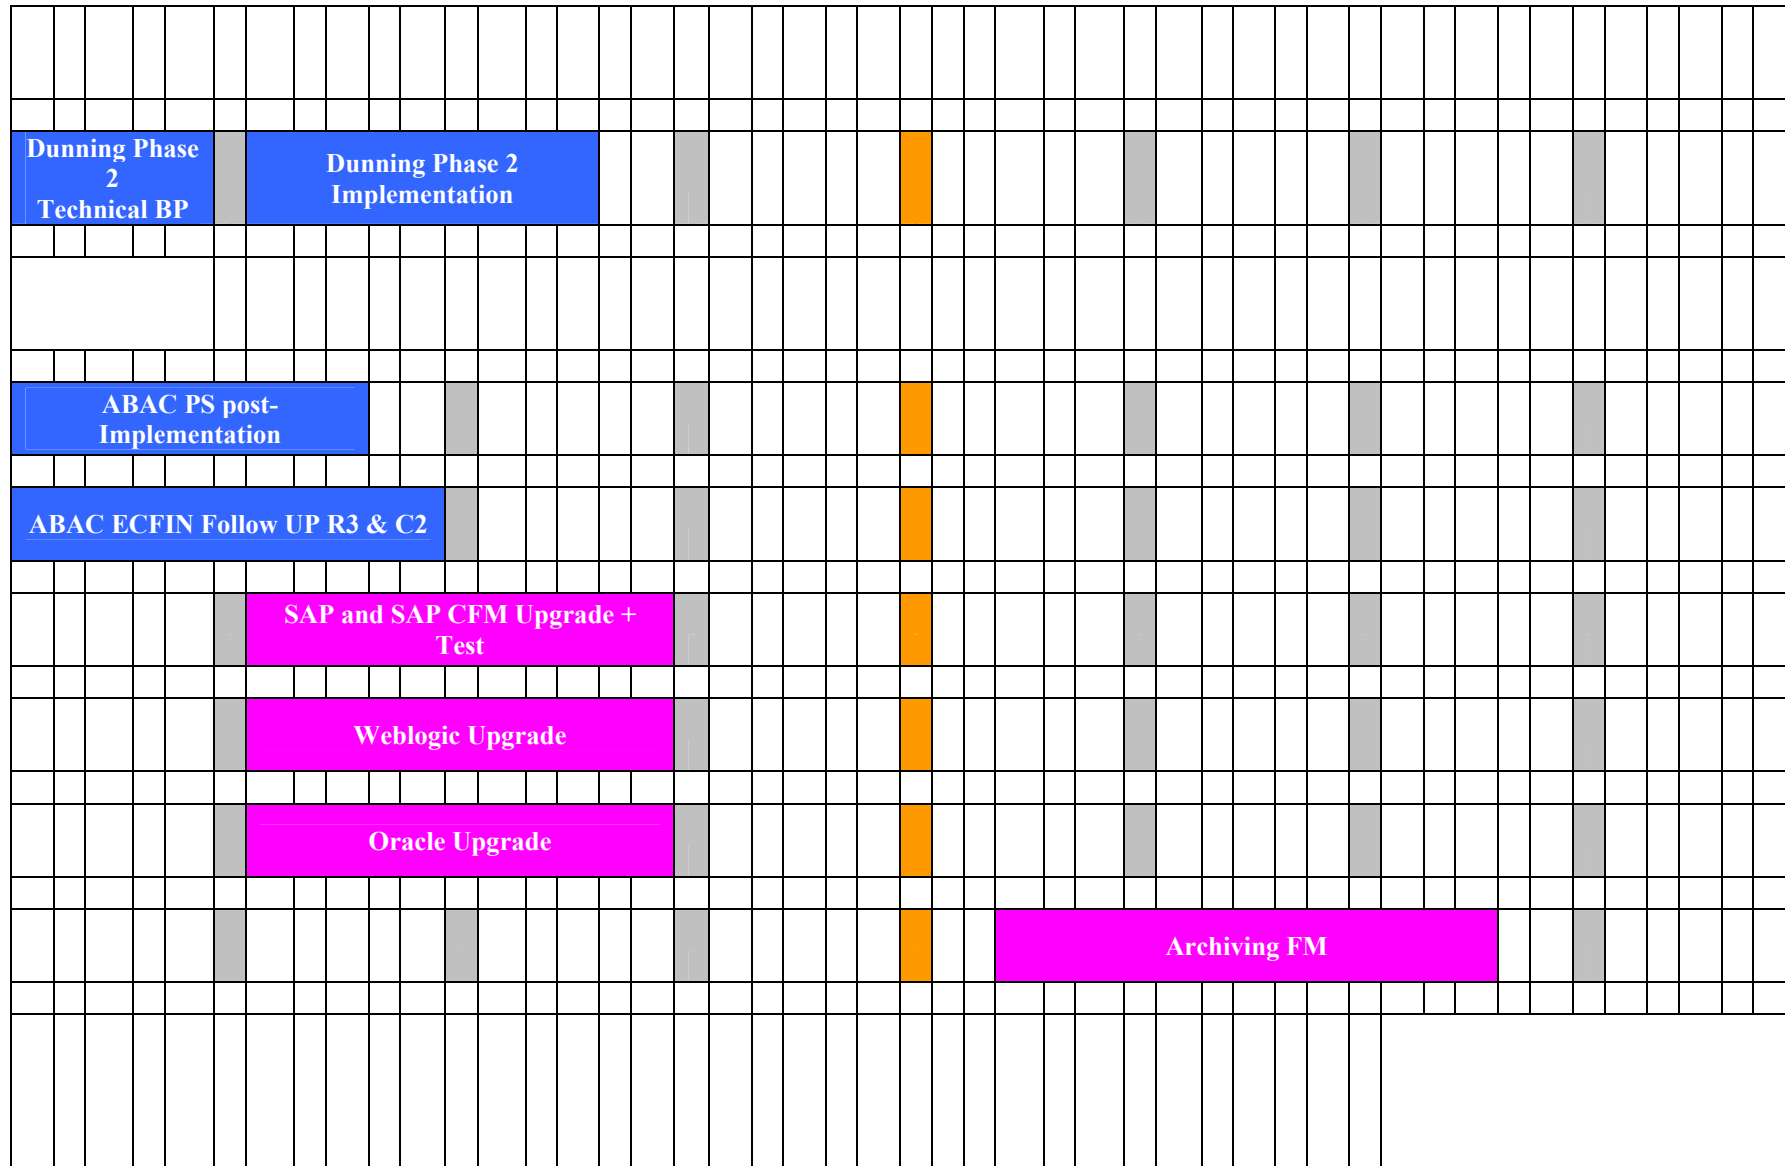 Dunning Phase
2
Technical BP
Dunning Phase 2
Implementation
ABAC PS post-
Implementation
ABAC ECFIN Follow UP R3 & C2
SAP and SAP CFM Upgrade +
Test
Weblogic Upgrade
Oracle Upgrade
Archiving FM